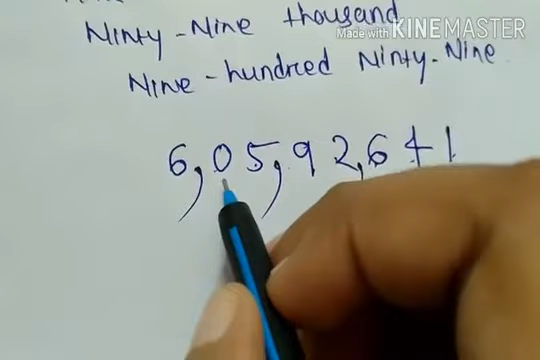 Ninty-Nine thousand
Made with KINEMASTER
Nine-hundred Ninty-Nine
6,05,92,641